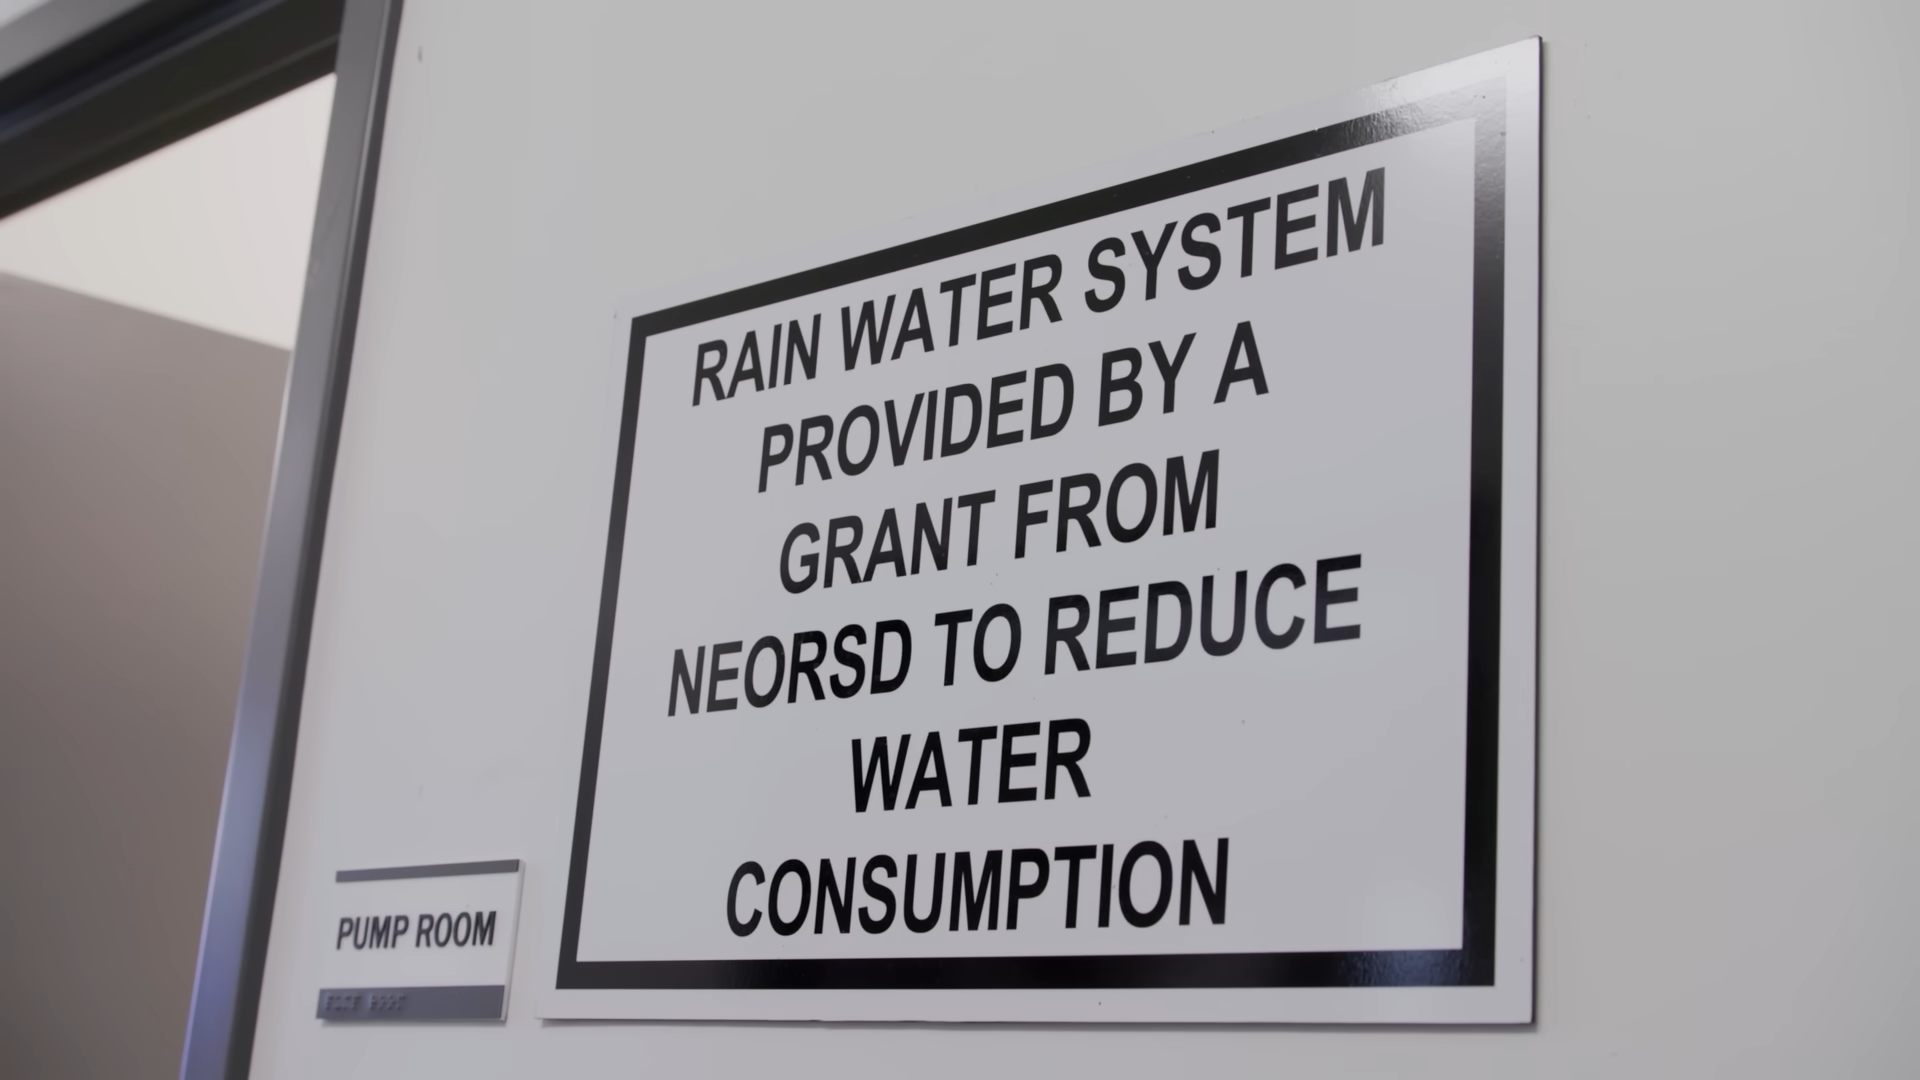 RAIN WATER SYSTEM
PROVIDED BY A
GRANT FROM
NEORSD TO REDUCE
WATER
CONSUMPTION
PUMP ROOM